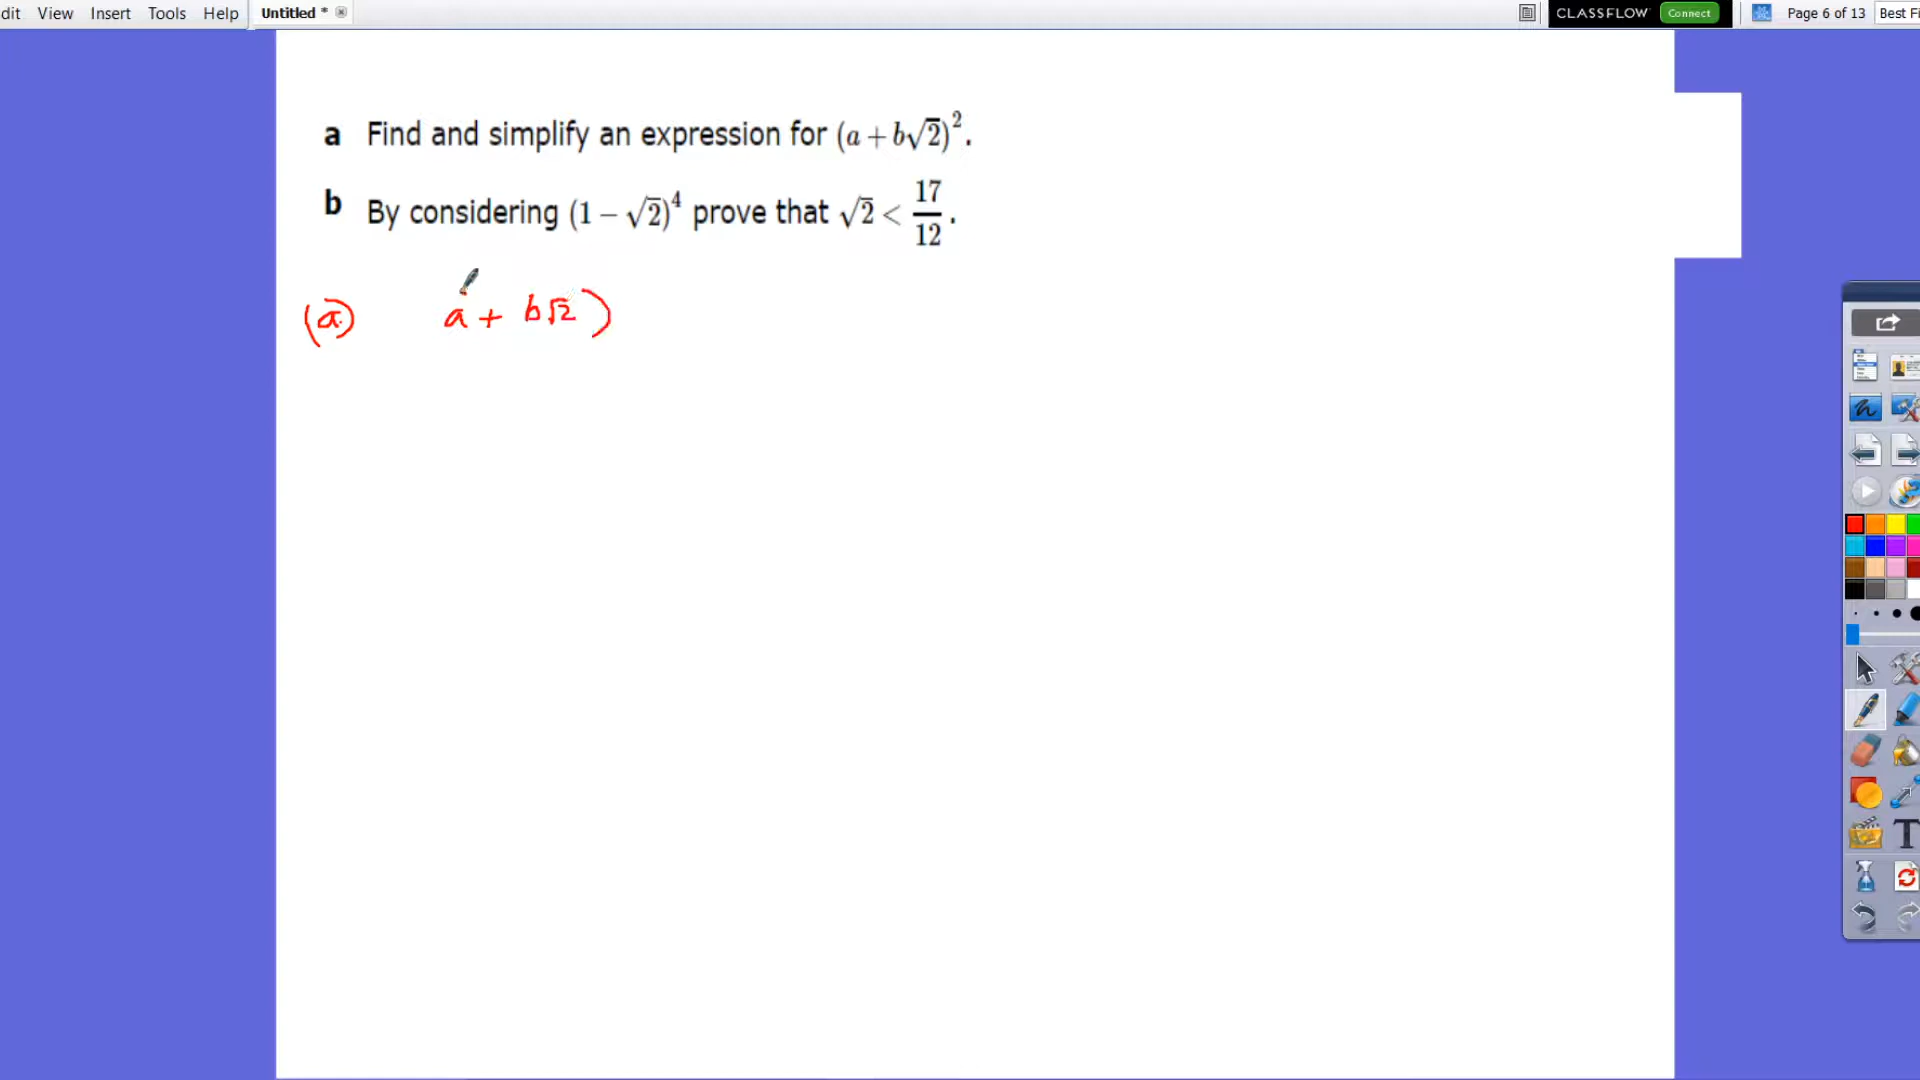 dit View Insert Tools Help Untitled * CLASSFLOW Connect Page 6 of 13 Best Fi
a Find and simplify an expression for (a + b√2)².
b By considering (1 − √2)⁴ prove that √2 < 17/12.
(a) a + b√2)
T